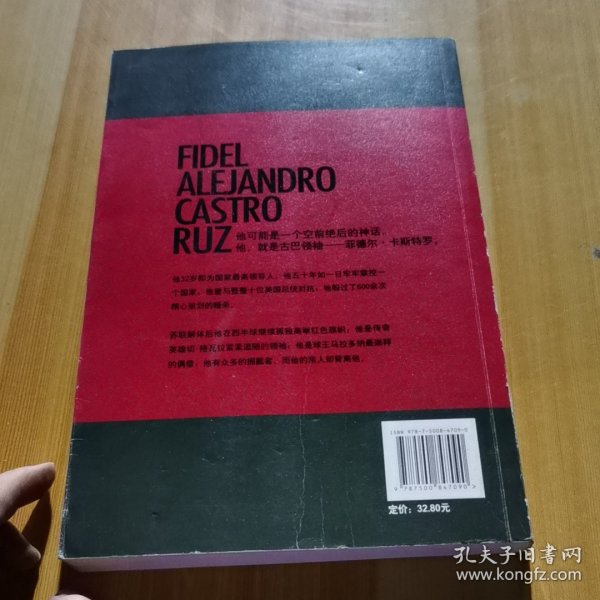 FIDEL
ALEJANDRO
CASTRO
RUZ 他可能是一个空前绝后的神话。
他，就是古巴领袖——菲德尔·卡斯特罗。
他32岁即为国家最高领导人；他五十年如一日牢牢掌控一
个国家，他曾与整整十位美国总统对抗；他躲过了600余次
精心策划的暗杀。
苏联解体后他在西半球继续孤独高举红色旗帜；他是传奇
英雄切·格瓦拉紧紧追随的领袖；他是球王马拉多纳最崇拜
的偶像；他有众多的拥戴者，而他的亲人却背离他。
ISBN 978-7-5008-4709-0
9 787500 847090 >
定价：32.80元
孔夫子旧书网
www.kongfz.com